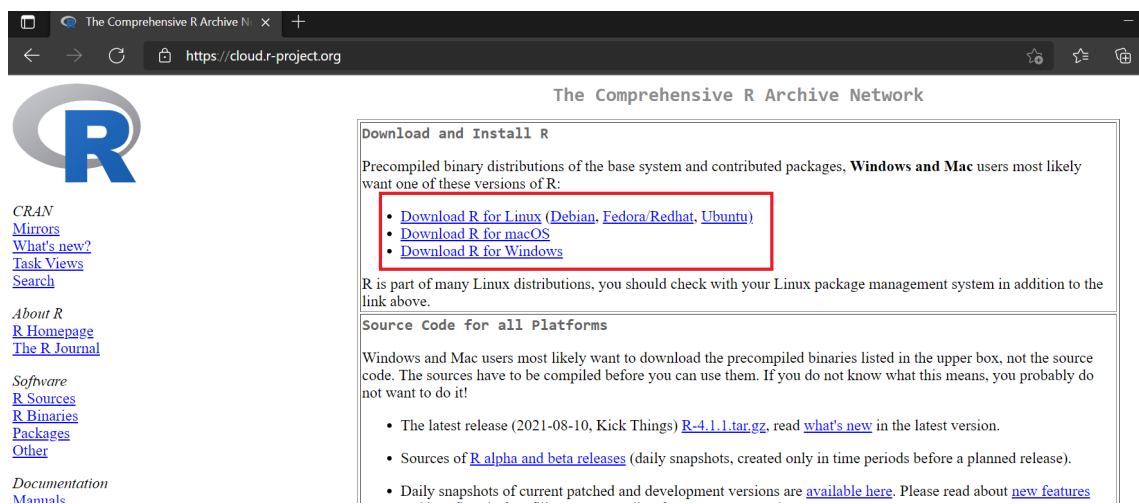 The Comprehensive R Archive N
https://cloud.r-project.org
R
CRAN
Mirrors
What's new?
Task Views
Search
About R
R Homepage
The R Journal
Software
R Sources
R Binaries
Packages
Other
Documentation
Manuals
The Comprehensive R Archive Network
Download and Install R
Precompiled binary distributions of the base system and contributed packages, Windows and Mac users most likely
want one of these versions of R:
• Download R for Linux (Debian, Fedora/Redhat, Ubuntu)
• Download R for macOS
• Download R for Windows
R is part of many Linux distributions, you should check with your Linux package management system in addition to the
link above.
Source Code for all Platforms
Windows and Mac users most likely want to download the precompiled binaries listed in the upper box, not the source
code. The sources have to be compiled before you can use them. If you do not know what this means, you probably do
not want to do it!
• The latest release (2021-08-10, Kick Things) R-4.1.1.tar.gz, read what's new in the latest version.
• Sources of R alpha and beta releases (daily snapshots, created only in time periods before a planned release).
• Daily snapshots of current patched and development versions are available here. Please read about new features